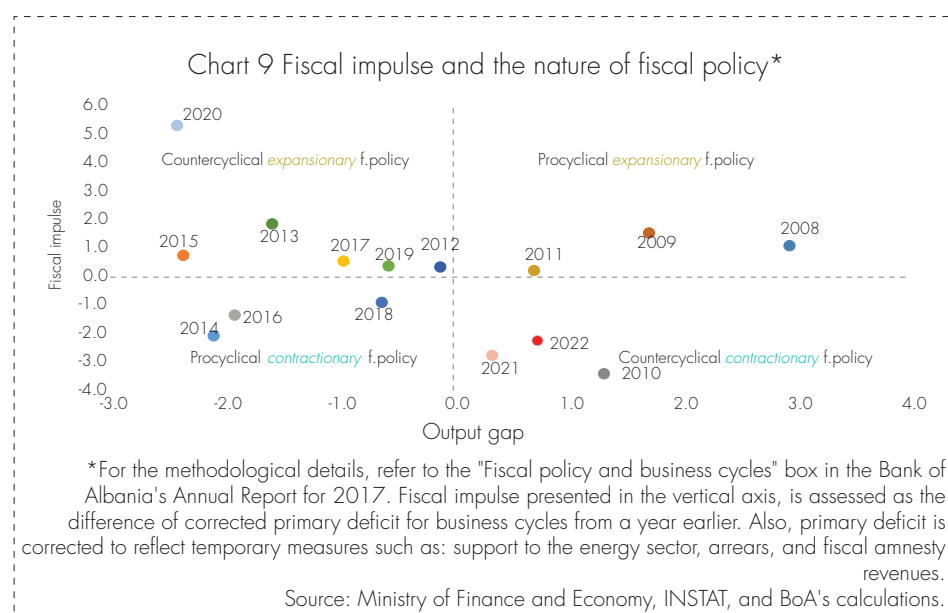 Chart 9 Fiscal impulse and the nature of fiscal policy*
6.0
2020
5.0
Countercyclical expansionary f.policy
Procyclical expansionary f.policy
4.0
3.0
2.0
2013
2009
2008
2015
2017
2012
1.0
2019
2011
0.0
Fiscal impulse
-1.0
2016
2018
2014
-2.0
2022
Procyclical contractionary f.policy
Countercyclical contractionary f.policy
-3.0
2021
2010
-4.0
-3.0
-2.0
-1.0
0.0
1.0
2.0
3.0
4.0
Output gap
*For the methodological details, refer to the "Fiscal policy and business cycles" box in the Bank of
Albania's Annual Report for 2017. Fiscal impulse presented in the vertical axis, is assessed as the
difference of corrected primary deficit for business cycles from a year earlier. Also, primary deficit is
corrected to reflect temporary measures such as: support to the energy sector, arrears, and fiscal amnesty
revenues.
Source: Ministry of Finance and Economy, INSTAT, and BoA's calculations.